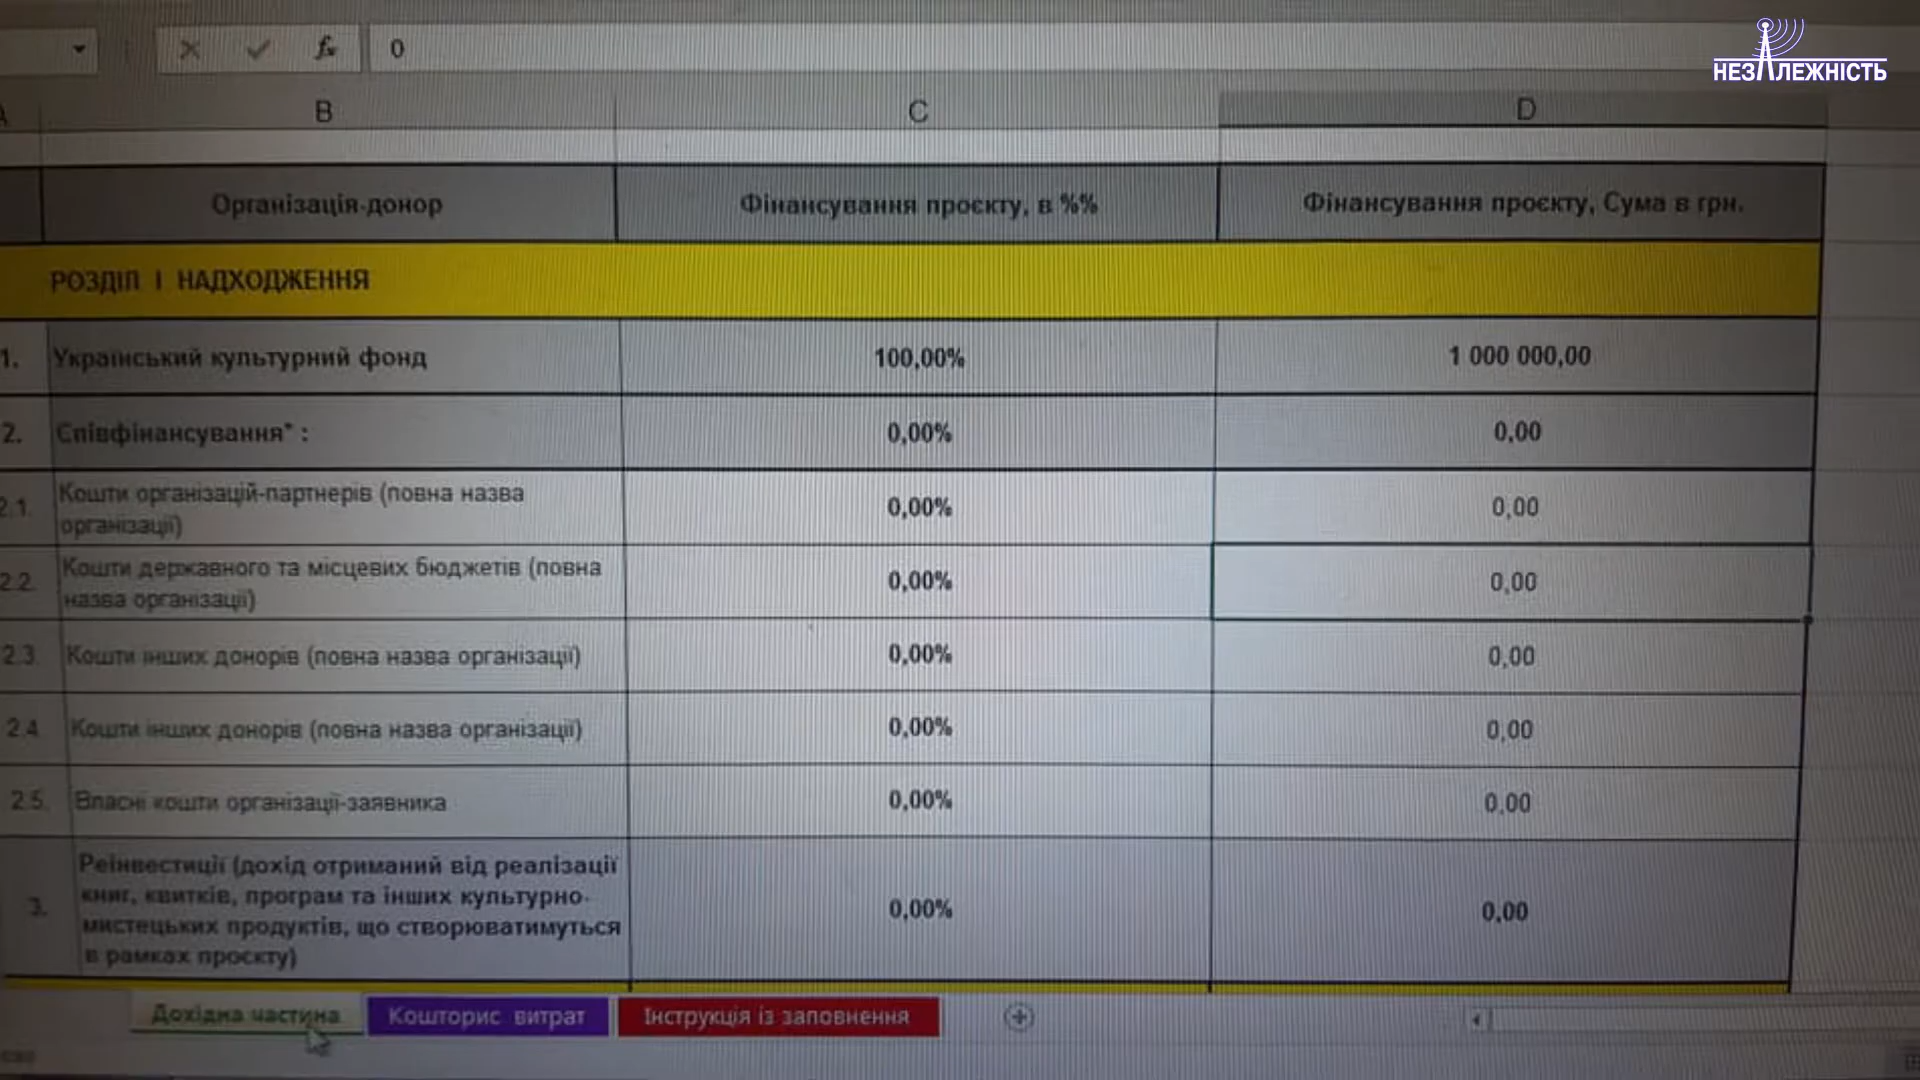 0
НЕЗАЛЕЖНІСТЬ
B C D
Організація-донор Фінансування проєкту, в %% Фінансування проєкту, Сума в грн.
РОЗДІЛ І НАДХОДЖЕННЯ
1. Український культурний фонд 100,00% 1 000 000,00
2. Співфінансування* : 0,00% 0,00
2.1. Кошти організацій-партнерів (повна назва
організації) 0,00% 0,00
2.2. Кошти державного та місцевих бюджетів (повна
назва організації) 0,00% 0,00
2.3. Кошти інших донорів (повна назва організації) 0,00% 0,00
2.4. Кошти інших донорів (повна назва організації) 0,00% 0,00
2.5. Власні кошти організації-заявника 0,00% 0,00
3. Реінвестиції (дохід отриманий від реалізації
книг, квитків, програм та інших культурно-
мистецьких продуктів, що створюватимуться
в рамках проєкту) 0,00% 0,00
Дохідна частина Кошторис витрат Інструкція із заповнення